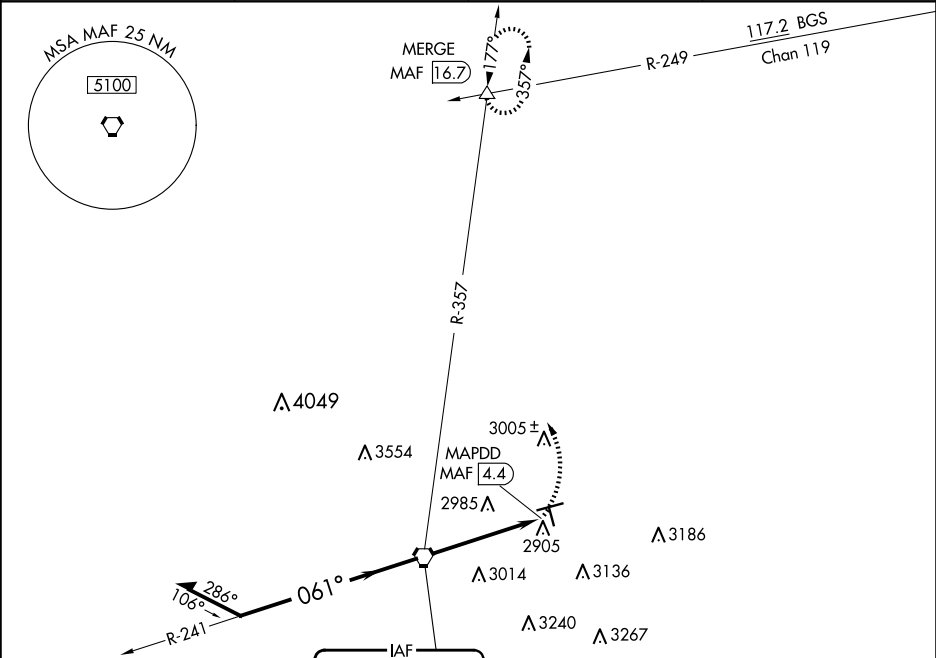 MSA MAF 25 NM
5100
MERGE
MAF 16.7
177°
357°
R-249
117.2 BGS
Chan 119
R-357
4049
3554
3005±
MAPDD
MAF 4.4
2985
2905
3186
3014
3136
061°
286°
106°
R-241
3240
3267
IAF